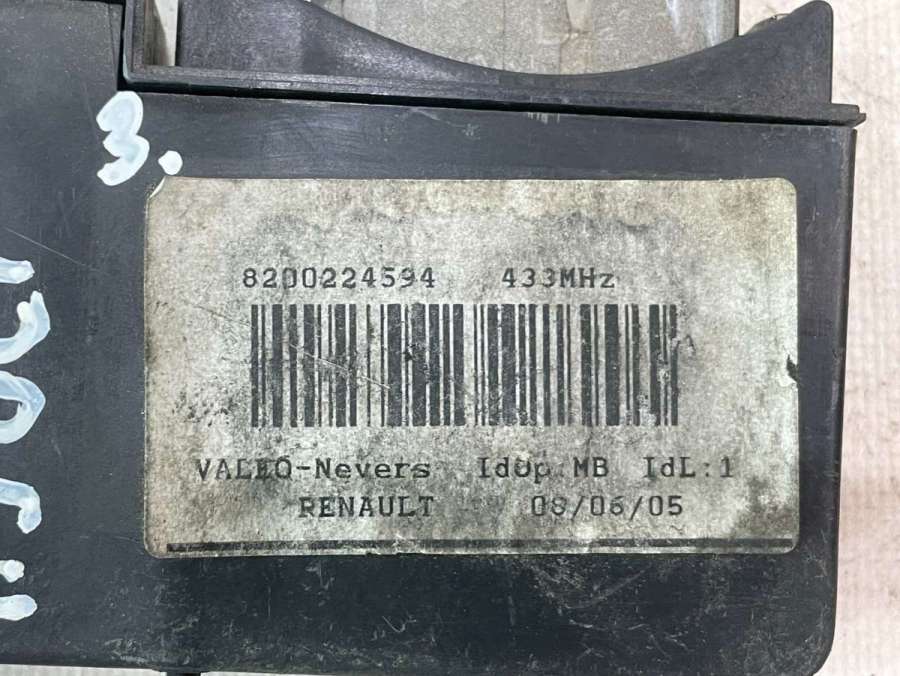 3.
8200224594 433MHz
VALEO-Nevers IdOp:MB IdL:1
RENAULT 08/06/05